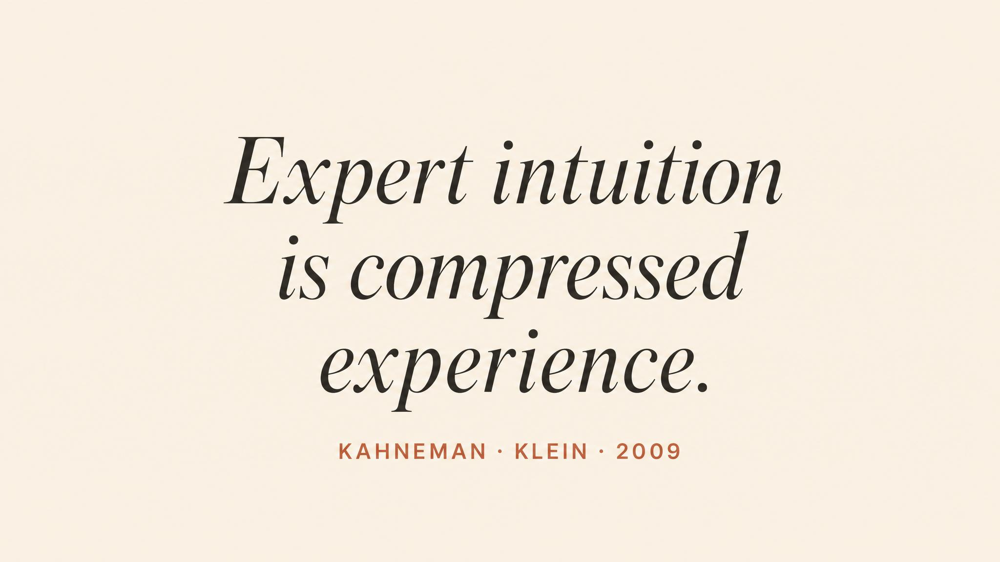 Expert intuition
is compressed
experience.
KAHNEMAN · KLEIN · 2009